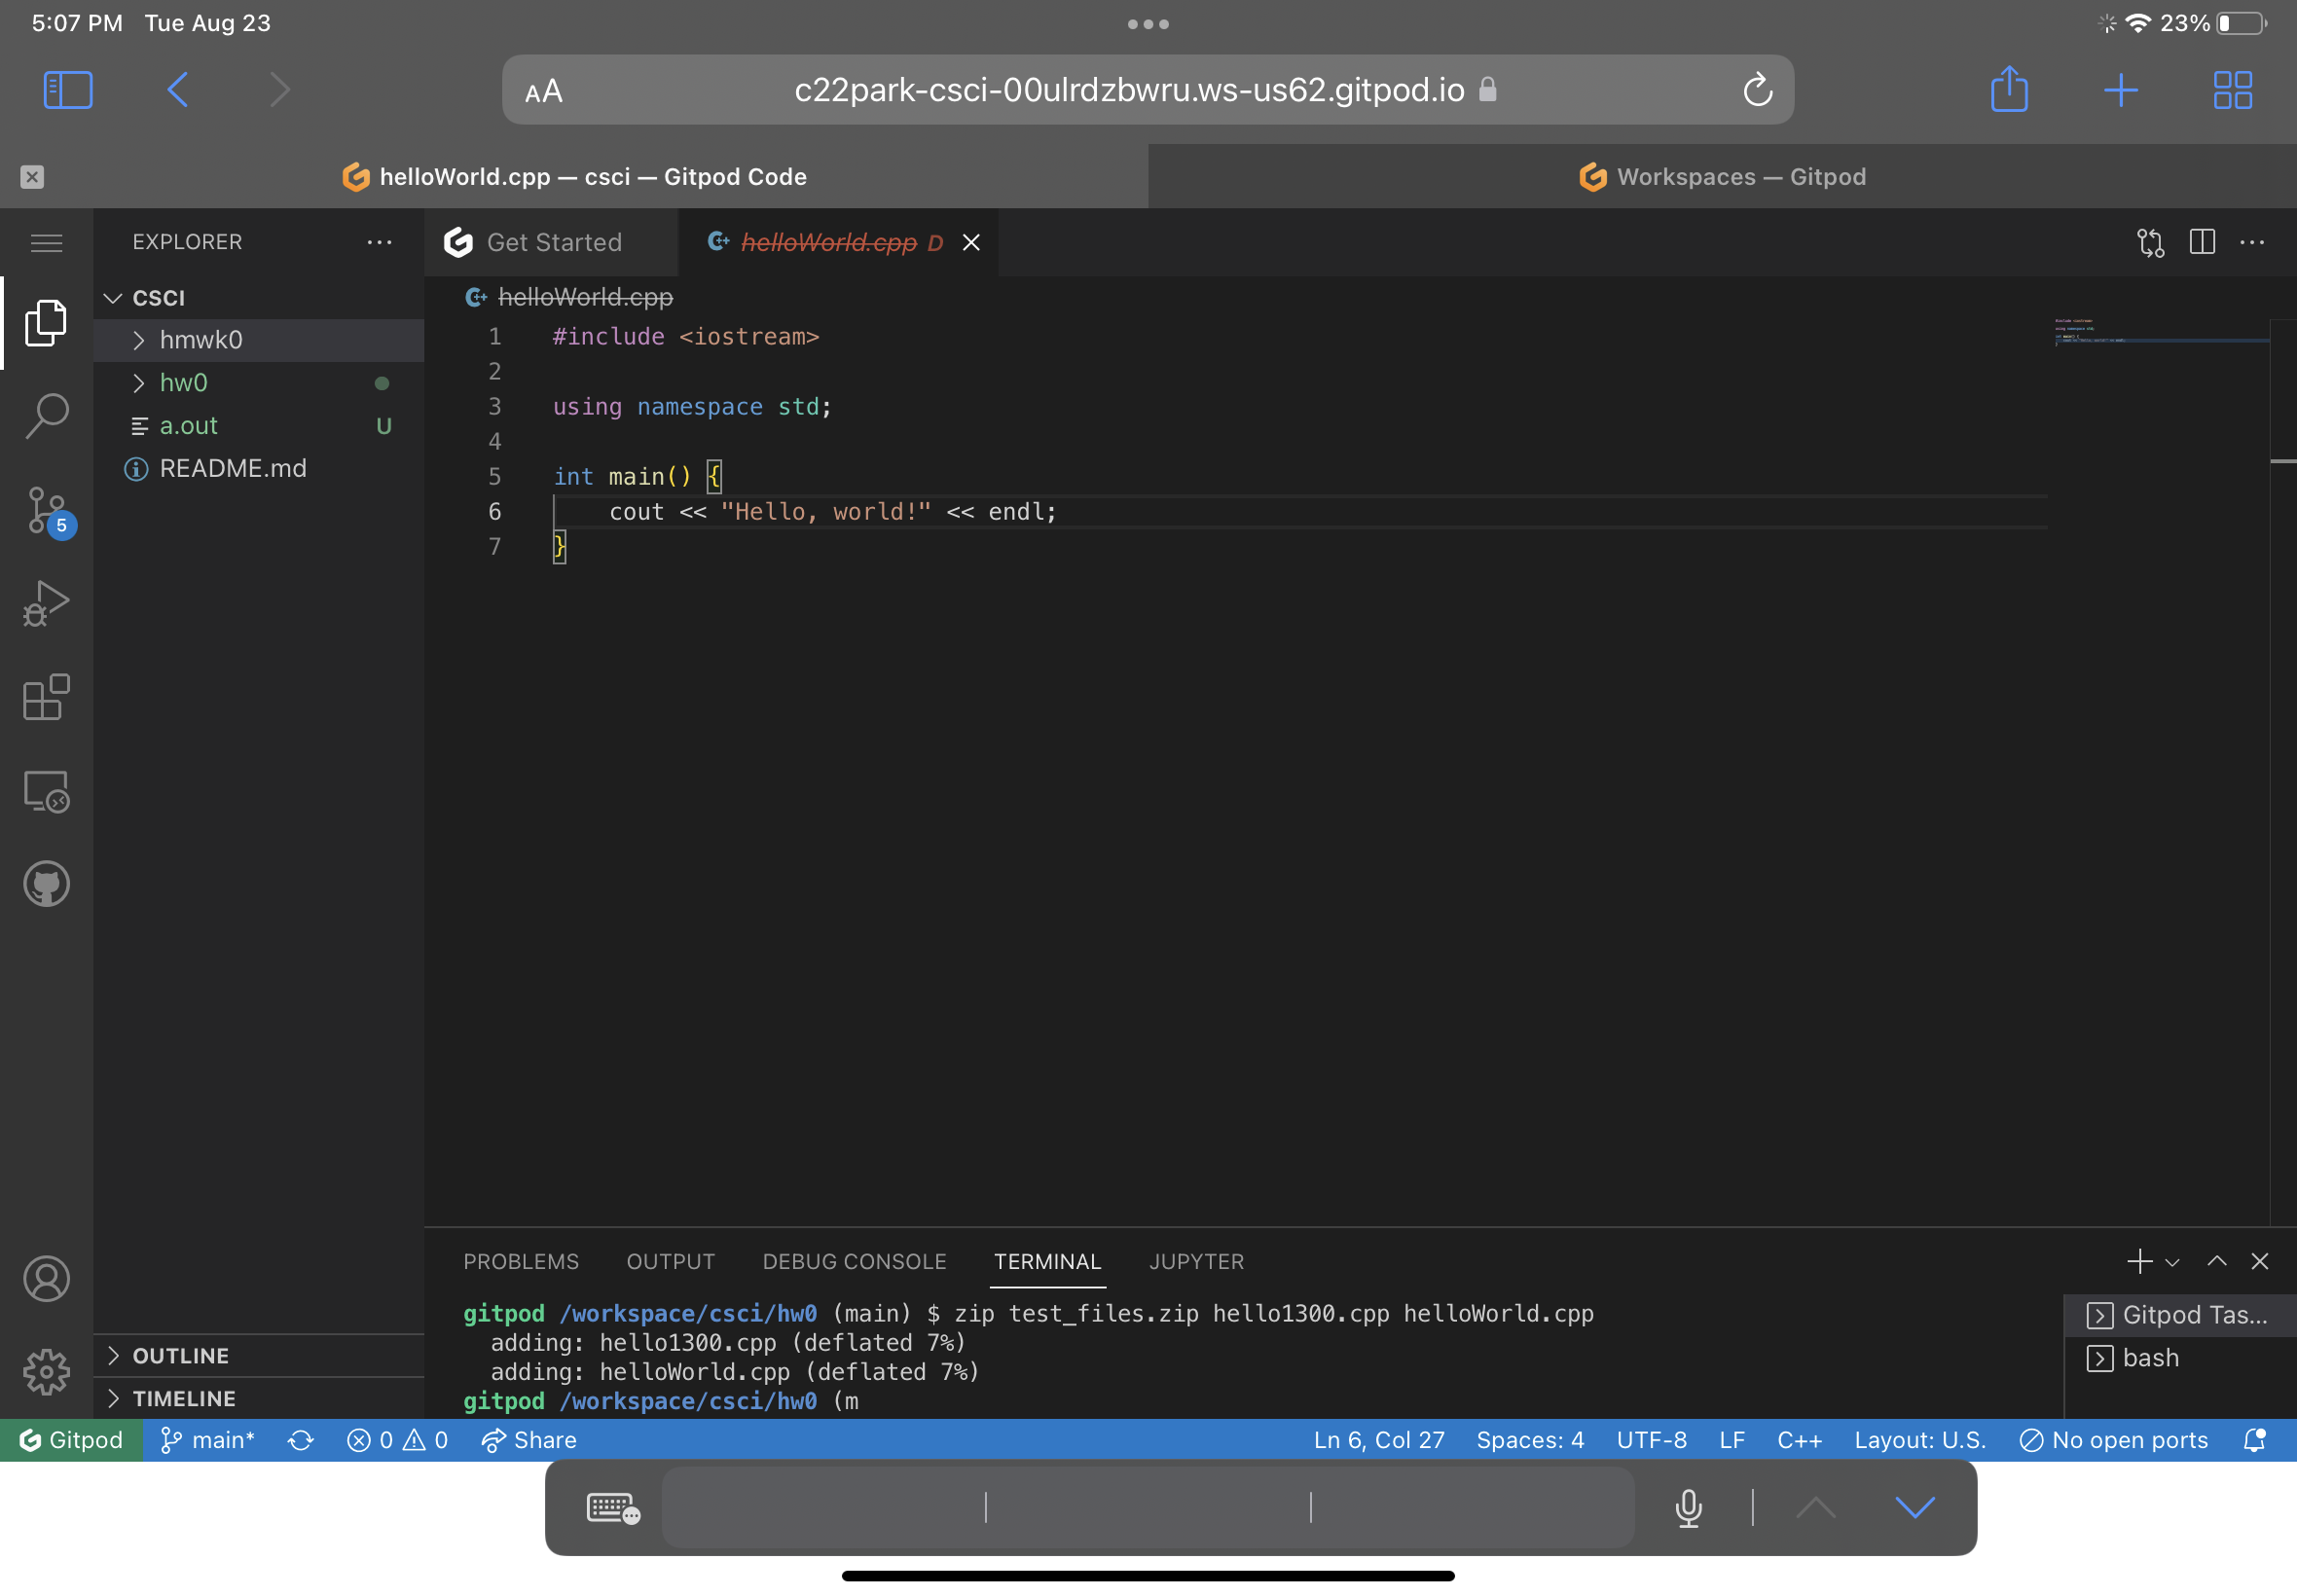 5:07 PM Tue Aug 23
23%
AA c22park-csci-00ulrdzbwru.ws-us62.gitpod.io
helloWorld.cpp — csci — Gitpod Code
Workspaces — Gitpod
EXPLORER
Get Started
helloWorld.cpp D
CSCI
hmwk0
hw0
a.out U
README.md
5
helloWorld.cpp
1 #include <iostream>
2
3 using namespace std;
4
5 int main() {
6 cout << "Hello, world!" << endl;
7 }
OUTLINE
TIMELINE
PROBLEMS OUTPUT DEBUG CONSOLE TERMINAL JUPYTER
gitpod /workspace/csci/hw0 (main) $ zip test_files.zip hello1300.cpp helloWorld.cpp
adding: hello1300.cpp (deflated 7%)
adding: helloWorld.cpp (deflated 7%)
gitpod /workspace/csci/hw0 (m
Gitpod Tas...
bash
Gitpod main* 0 0 Share Ln 6, Col 27 Spaces: 4 UTF-8 LF C++ Layout: U.S. No open ports